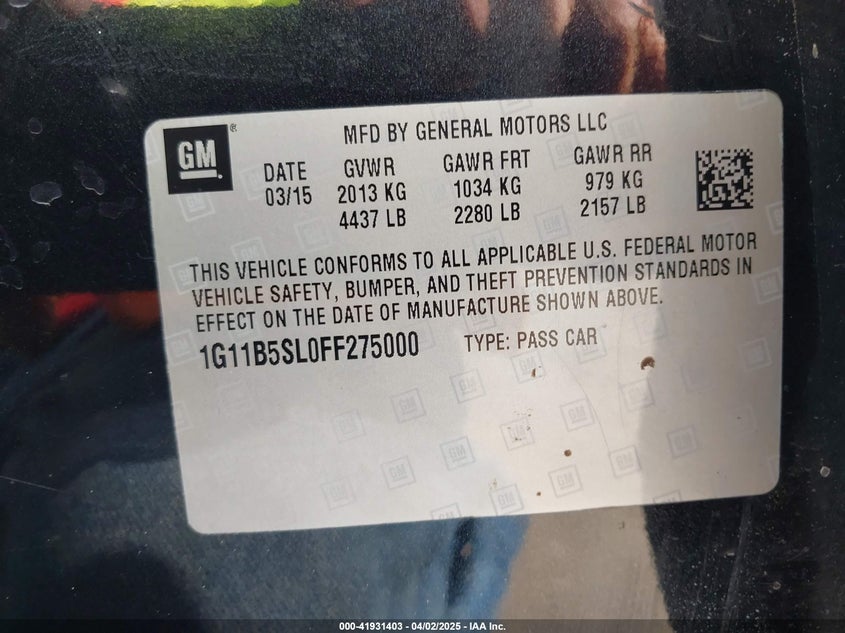 GM
MFD BY GENERAL MOTORS LLC
DATE GVWR GAWR FRT GAWR RR
03/15 2013 KG 1034 KG 979 KG
4437 LB 2280 LB 2157 LB
THIS VEHICLE CONFORMS TO ALL APPLICABLE U.S. FEDERAL MOTOR
VEHICLE SAFETY, BUMPER, AND THEFT PREVENTION STANDARDS IN
EFFECT ON THE DATE OF MANUFACTURE SHOWN ABOVE.
1G11B5SL0FF275000 TYPE: PASS CAR
000-41931403 - 04/02/2025 - IAA Inc.